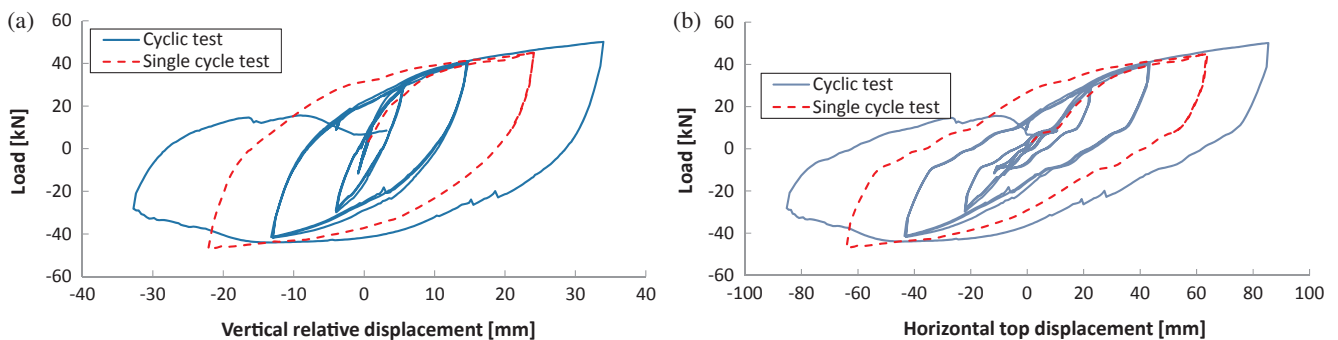 (a)
60
40
20
0
-20
-40
-60
Load [kN]
Cyclic test
Single cycle test
-40 -30 -20 -10 0 10 20 30 40
Vertical relative displacement [mm]
(b)
60
40
20
0
-20
-40
-60
Load [kN]
Cyclic test
Single cycle test
-100 -80 -60 -40 -20 0 20 40 60 80 100
Horizontal top displacement [mm]